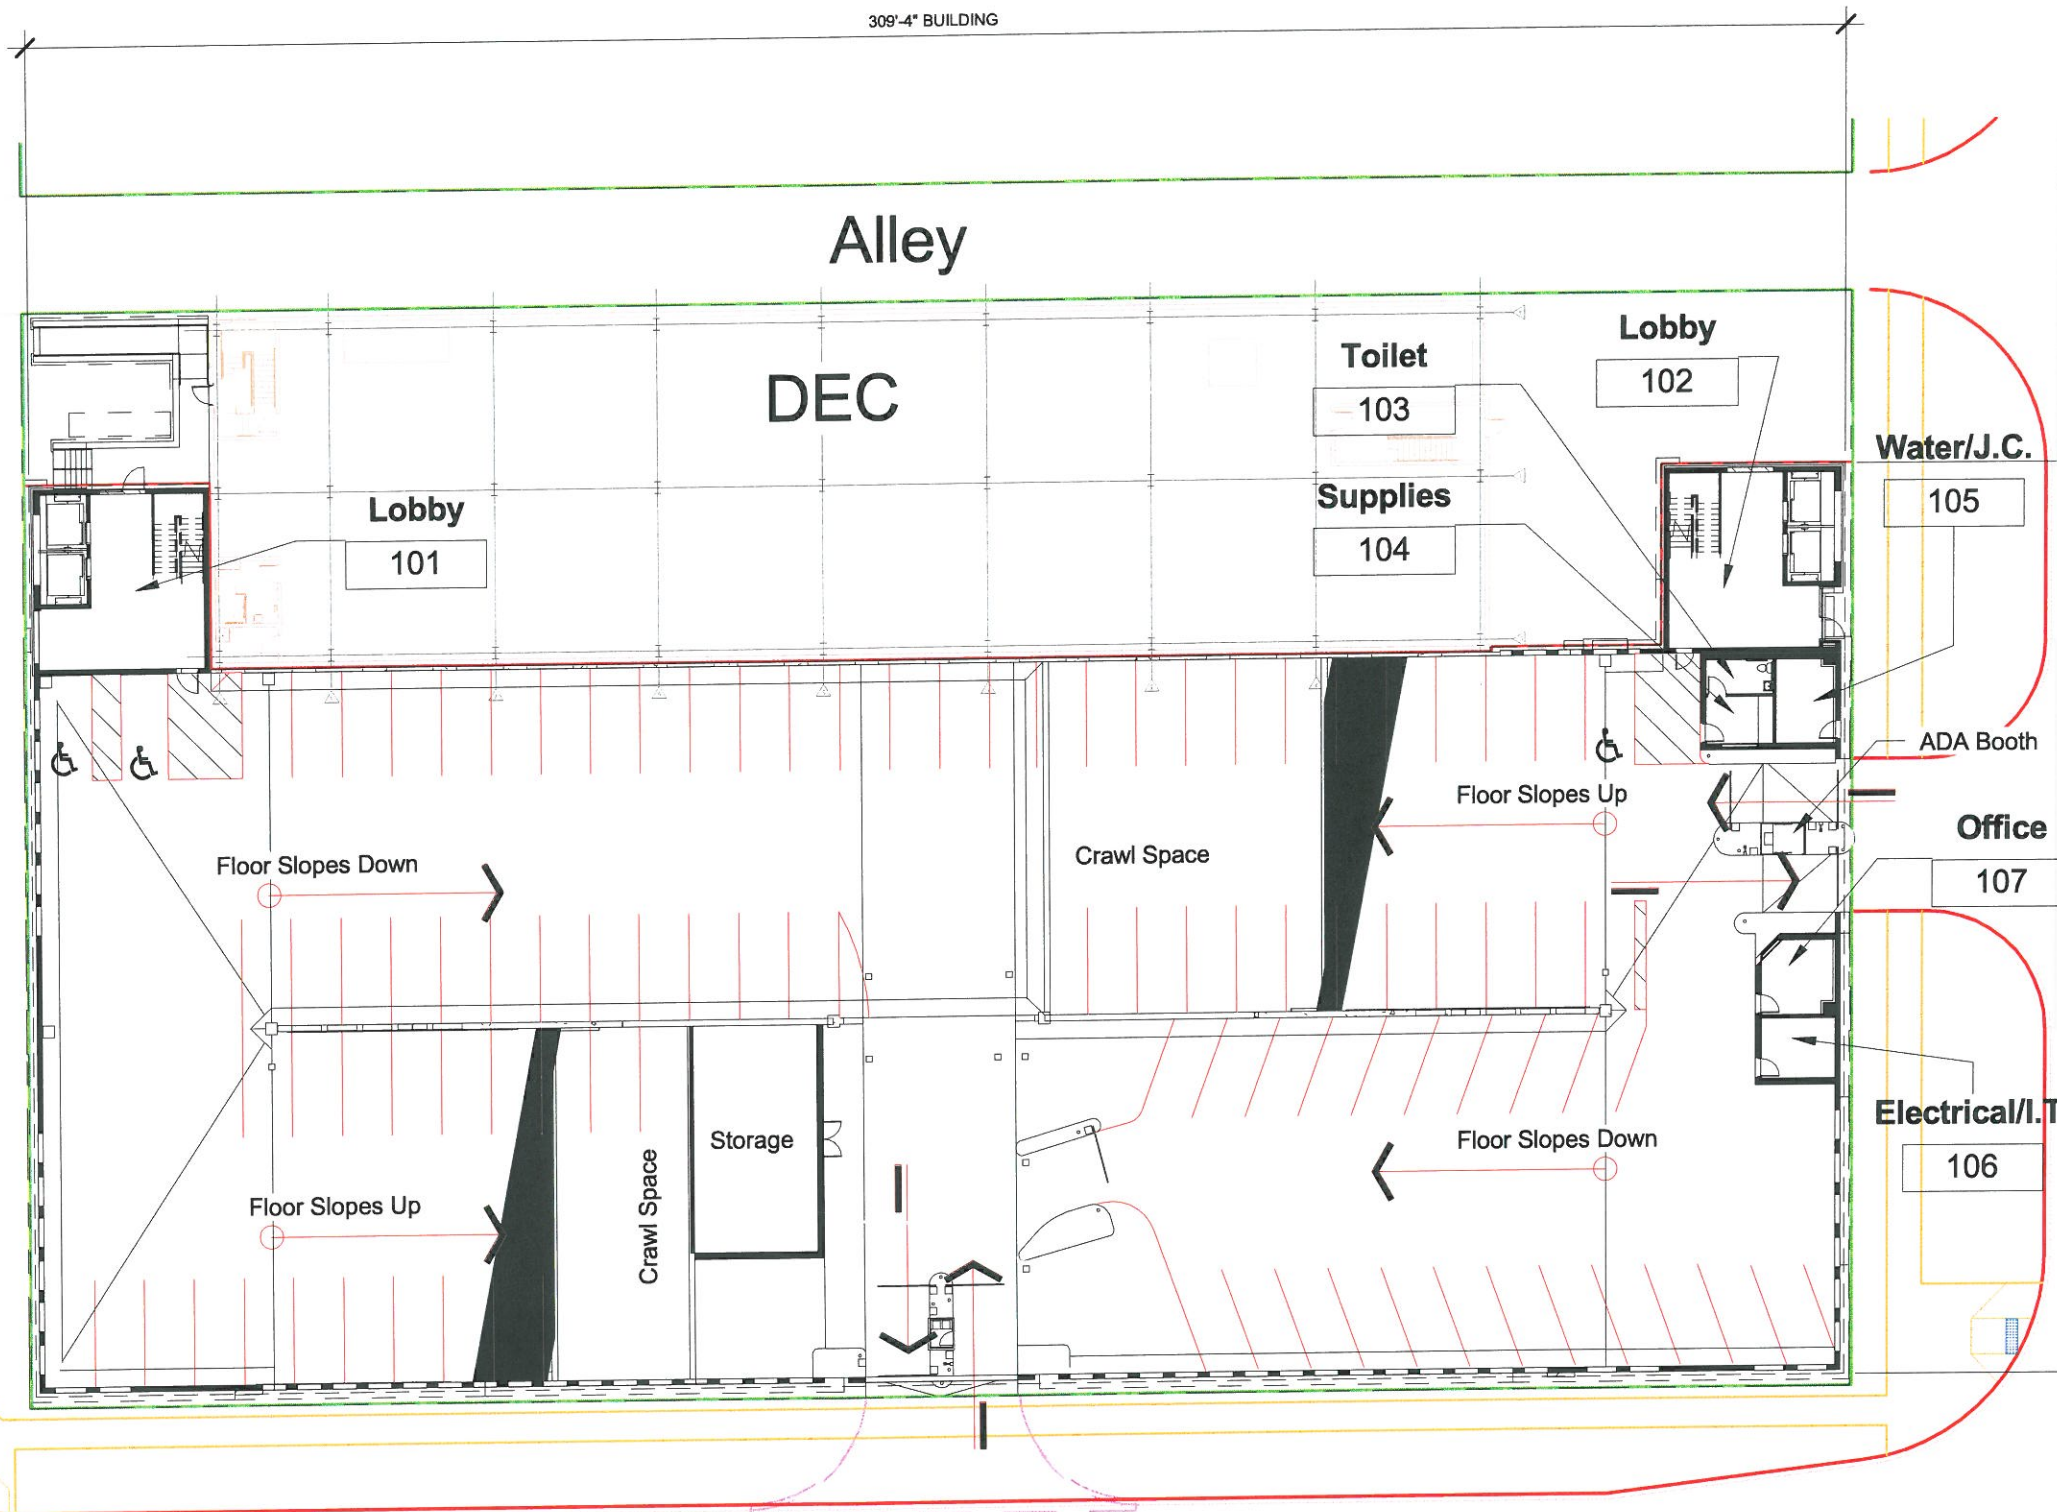 309'-4" BUILDING
Alley
DEC
Toilet
103
Lobby
102
Water/J.C.
105
Supplies
104
Lobby
101
ADA Booth
Floor Slopes Up
Office
107
Floor Slopes Down
Crawl Space
Electrical/I.T
106
Storage
Floor Slopes Down
Crawl Space
Floor Slopes Up